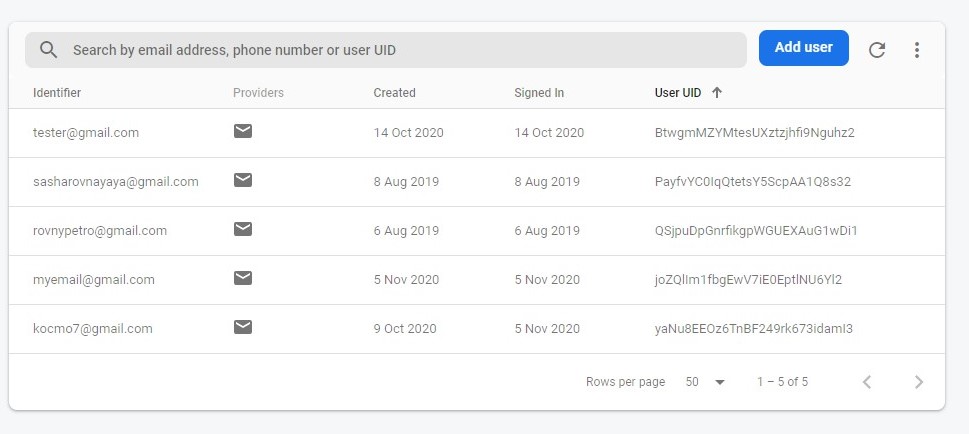 Search by email address, phone number or user UID Add user
Identifier Providers Created Signed In User UID
tester@gmail.com 14 Oct 2020 14 Oct 2020 BtwgmMZYMtesUXztzjhfi9Nguhz2
sasharovnayaya@gmail.com 8 Aug 2019 8 Aug 2019 PayfvYC0IqQtetsY5ScpAA1Q8s32
rovnypetro@gmail.com 6 Aug 2019 6 Aug 2019 QSjpuDpGnrfikgpWGUEXAuG1wDi1
myemail@gmail.com 5 Nov 2020 5 Nov 2020 joZQlIm1fbgEwV7iE0EptlNU6Yl2
kocmo7@gmail.com 9 Oct 2020 5 Nov 2020 yaNu8EEOz6TnBF249rk673idamI3
Rows per page 50 1 – 5 of 5